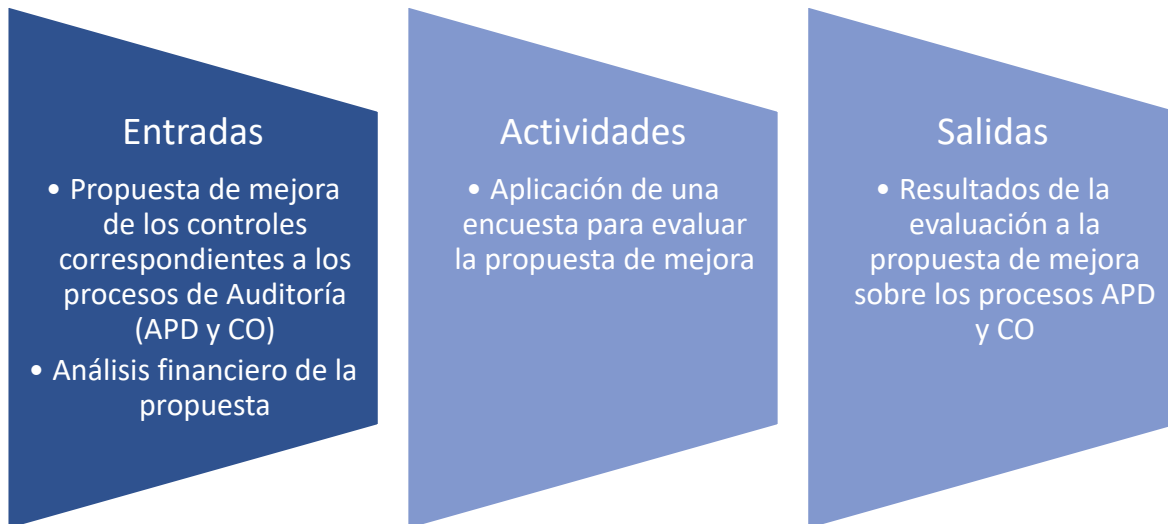 Entradas
• Propuesta de mejora
de los controles
correspondientes a los
procesos de Auditoría
(APD y CO)
• Análisis financiero de la
propuesta
Actividades
• Aplicación de una
encuesta para evaluar
la propuesta de mejora
Salidas
• Resultados de la
evaluación a la
propuesta de mejora
sobre los procesos APD
y CO